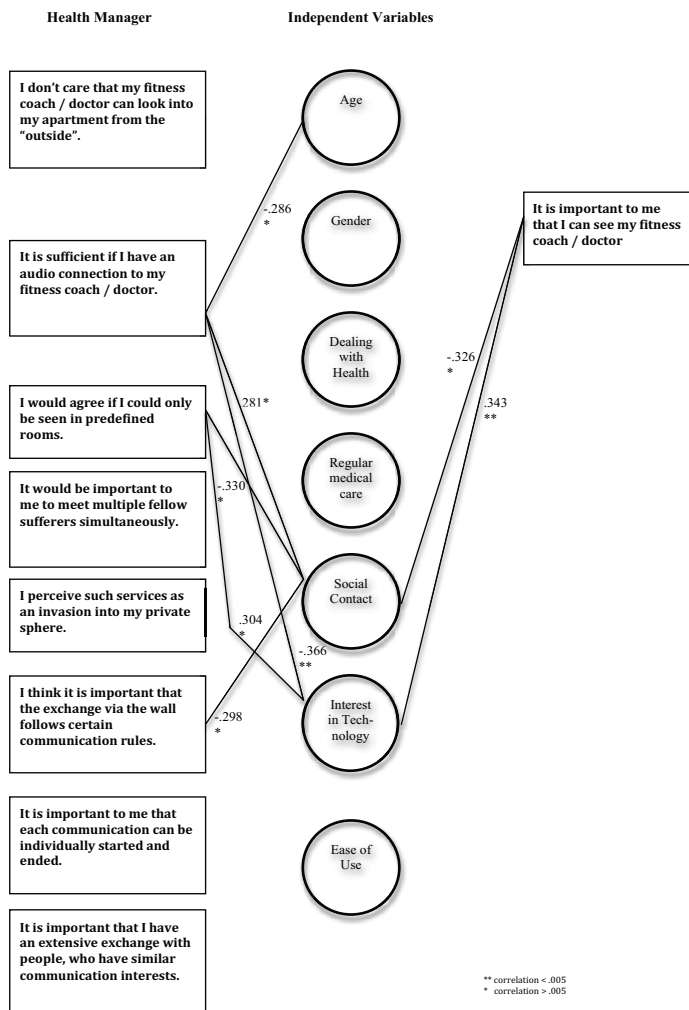 Health Manager
Independent Variables
I don’t care that my fitness
coach / doctor can look into
my apartment from the
“outside”.
Age
-.286
*
Gender
It is important to me
that I can see my fitness
coach / doctor
It is sufficient if I have an
audio connection to my
fitness coach / doctor.
Dealing
with
Health
-.326
*
.343
**
.281*
I would agree if I could only
be seen in predefined
rooms.
-.330
*
Regular
medical
care
It would be important to
me to meet multiple fellow
sufferers simultaneously.
Social
Contact
I perceive such services as
an invasion into my private
sphere.
.304
*
-.366
**
I think it is important that
the exchange via the wall
follows certain
communication rules.
-.298
*
Interest
in Tech-
nology
It is important to me that
each communication can be
individually started and
ended.
Ease of
Use
It is important that I have
an extensive exchange with
people, who have similar
communication interests.
** correlation < .005
* correlation > .005